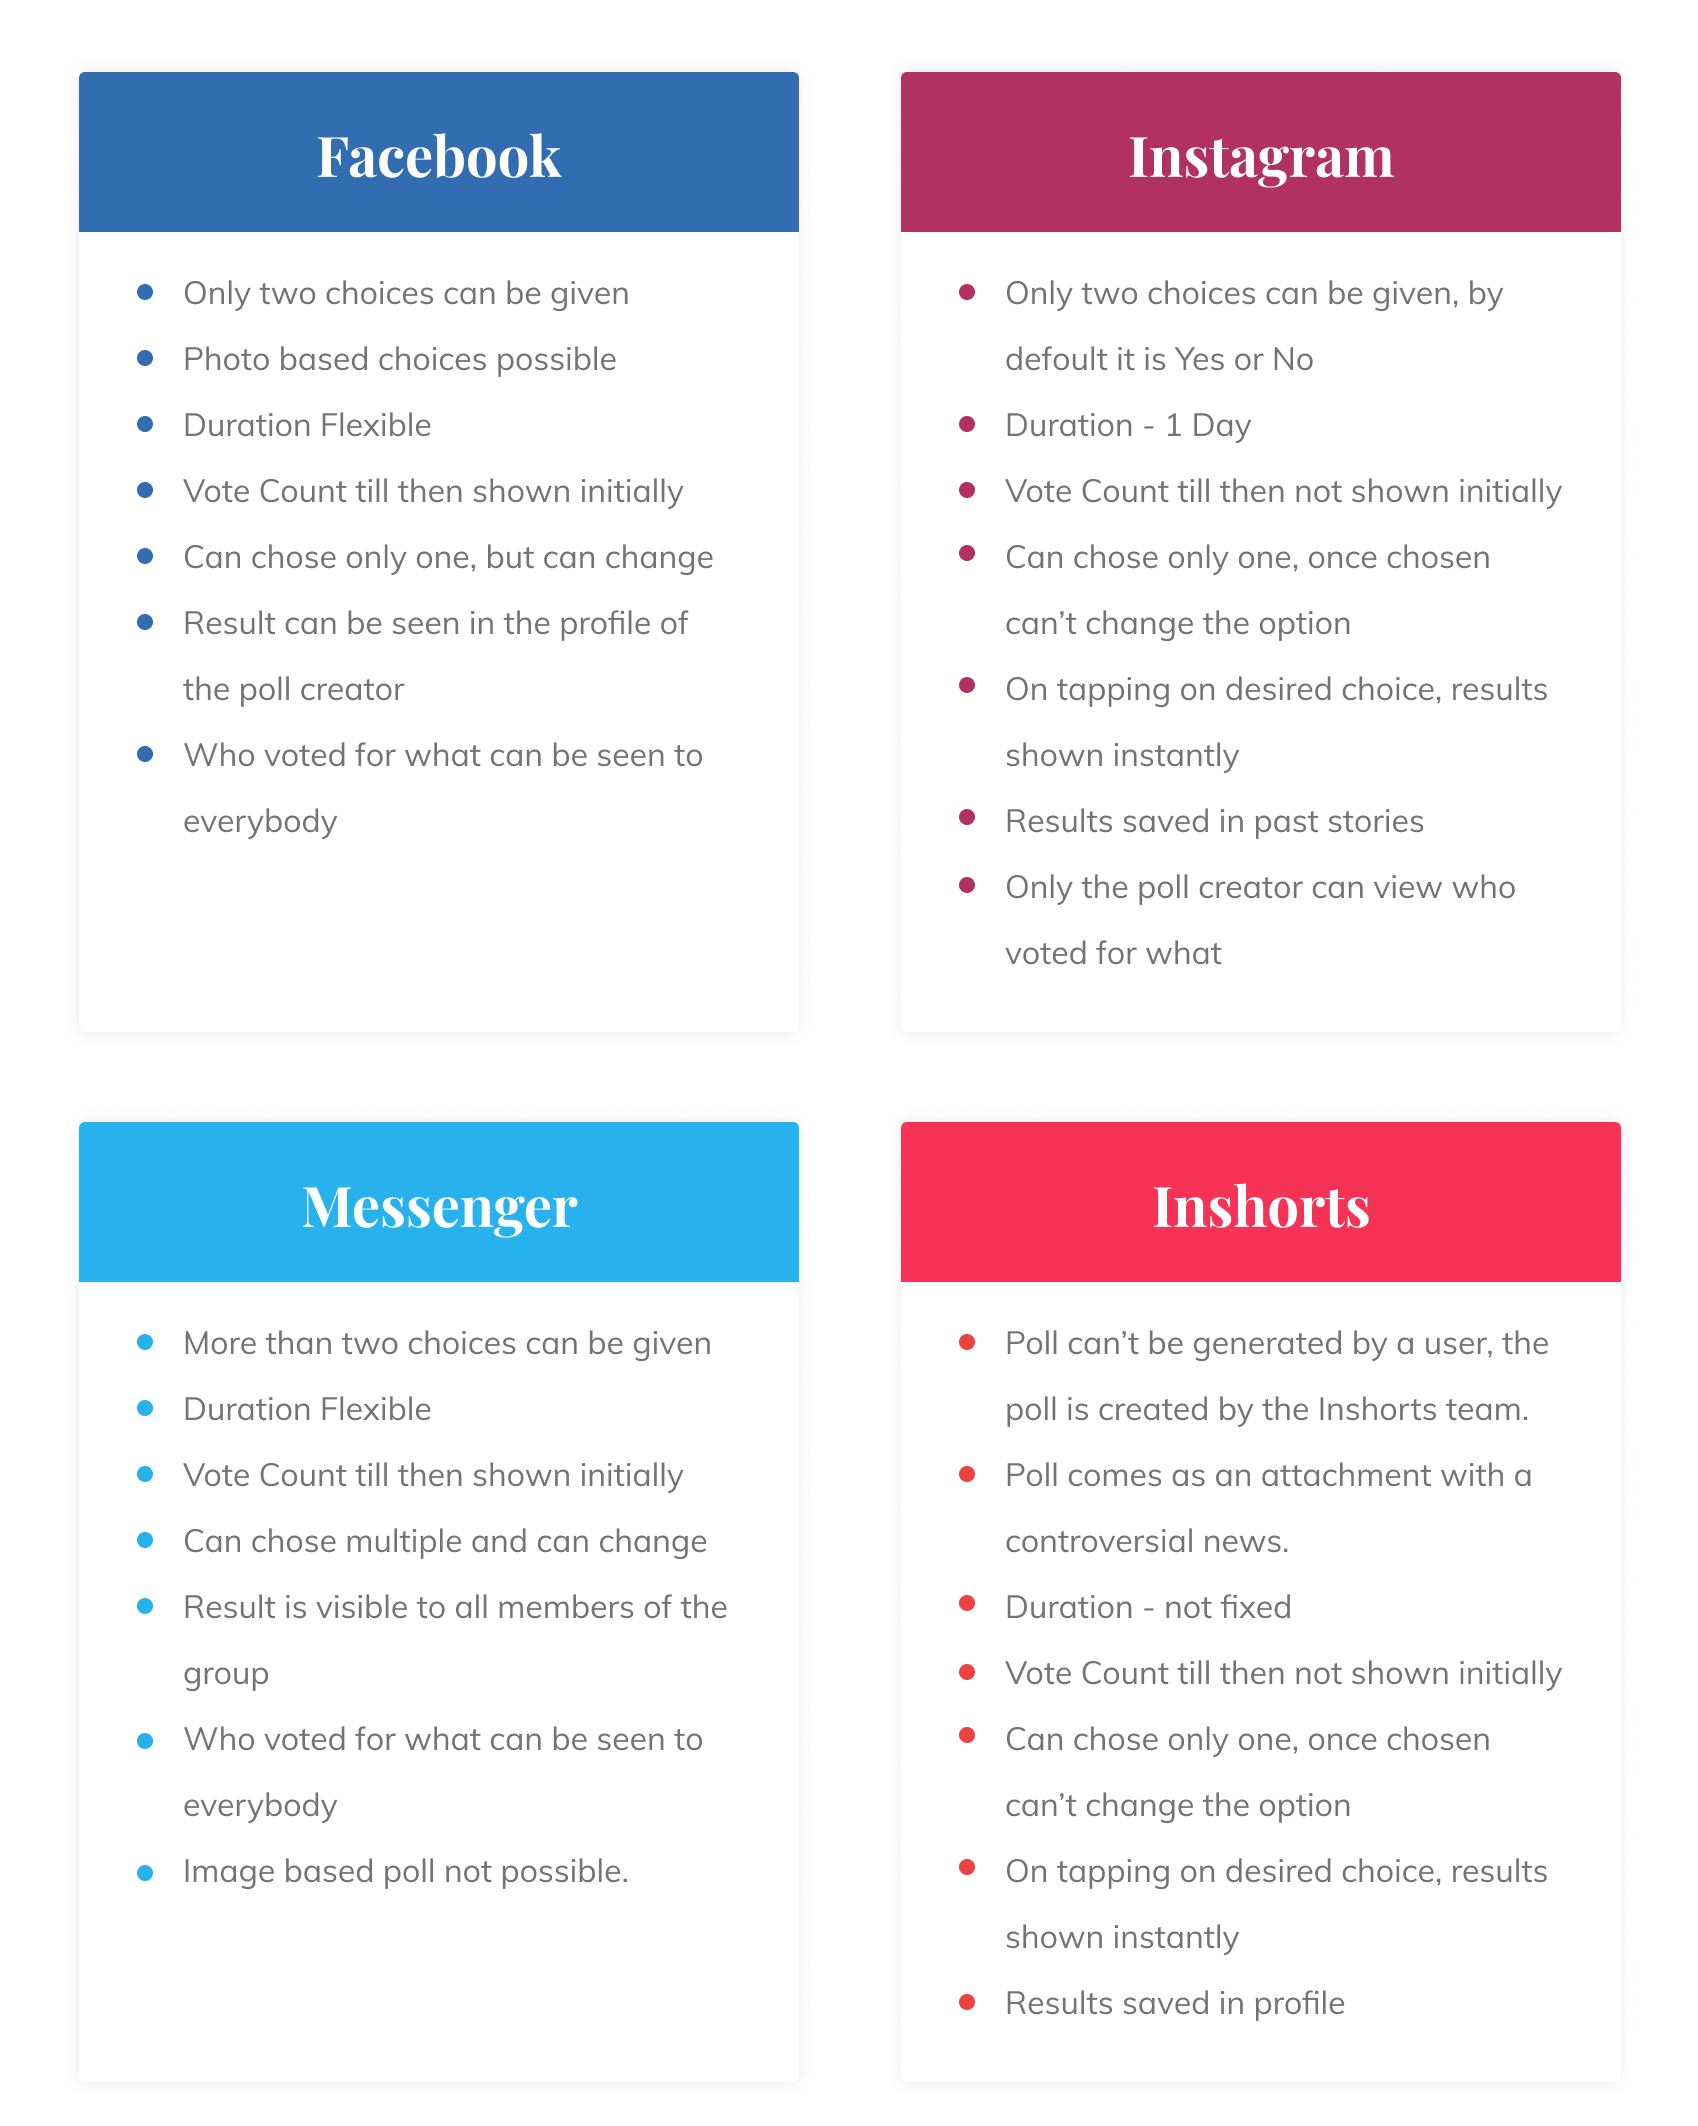 Facebook
Only two choices can be given
Photo based choices possible
Duration Flexible
Vote Count till then shown initially
Can chose only one, but can change
Result can be seen in the profile of
the poll creator
Who voted for what can be seen to
everybody
Instagram
Only two choices can be given, by
defoult it is Yes or No
Duration - 1 Day
Vote Count till then not shown initially
Can chose only one, once chosen
can’t change the option
On tapping on desired choice, results
shown instantly
Results saved in past stories
Only the poll creator can view who
voted for what
Messenger
More than two choices can be given
Duration Flexible
Vote Count till then shown initially
Can chose multiple and can change
Result is visible to all members of the
group
Who voted for what can be seen to
everybody
Image based poll not possible.
Inshorts
Poll can’t be generated by a user, the
poll is created by the Inshorts team.
Poll comes as an attachment with a
controversial news.
Duration - not fixed
Vote Count till then not shown initially
Can chose only one, once chosen
can’t change the option
On tapping on desired choice, results
shown instantly
Results saved in profile